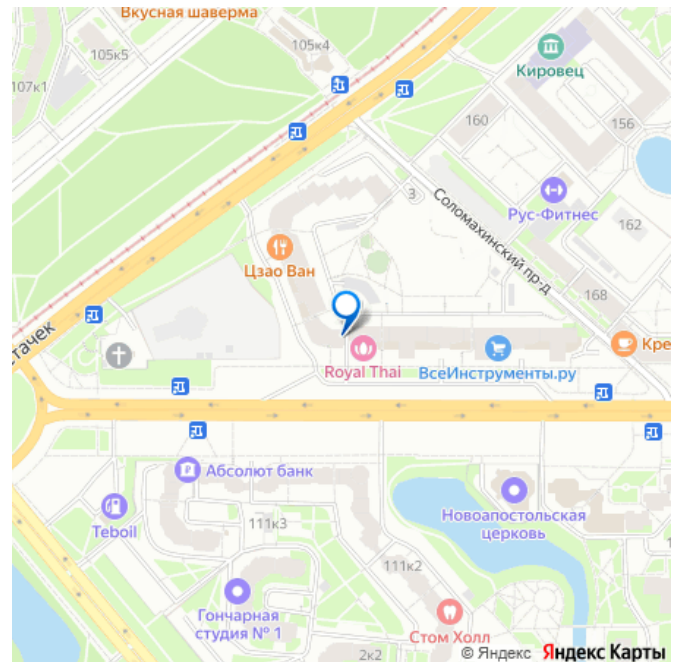 Вкусная шаверма
105к4
105к5
107к1
Кировец
160
156
3
Соломахинский пр-д
Рус-Фитнес
162
Цзао Ван
168
стачек
Кре
Royal Thai
ВсеИнструменты.ру
Абсолют банк
Teboil
111к3
Новоапостольская
церковь
111к2
Гончарная
студия № 1
Стом Холл
2к2
© Яндекс Яндекс Карты